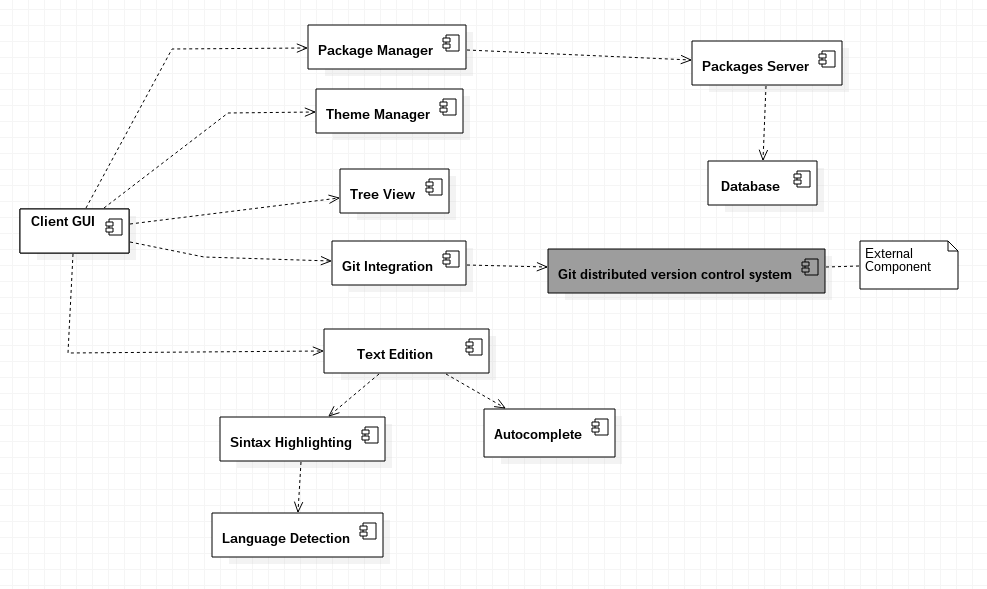 Package Manager
Packages Server
Theme Manager
Tree View
Database
Client GUI
Git Integration
Git distributed version control system
External
Component
Text Edition
Sintax Highlighting
Autocomplete
Language Detection